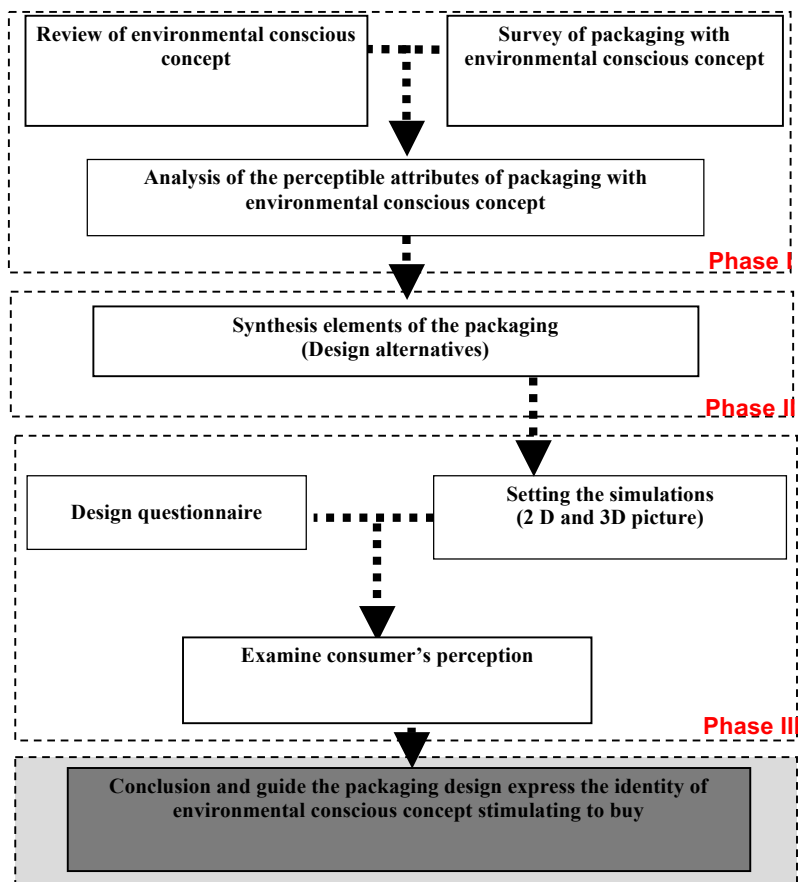 Review of environmental conscious
concept
Survey of packaging with
environmental conscious concept
Analysis of the perceptible attributes of packaging with
environmental conscious concept
Phase I
Synthesis elements of the packaging
(Design alternatives)
Phase II
Design questionnaire
Setting the simulations
(2 D and 3D picture)
Examine consumer’s perception
Phase III
Conclusion and guide the packaging design express the identity of
environmental conscious concept stimulating to buy